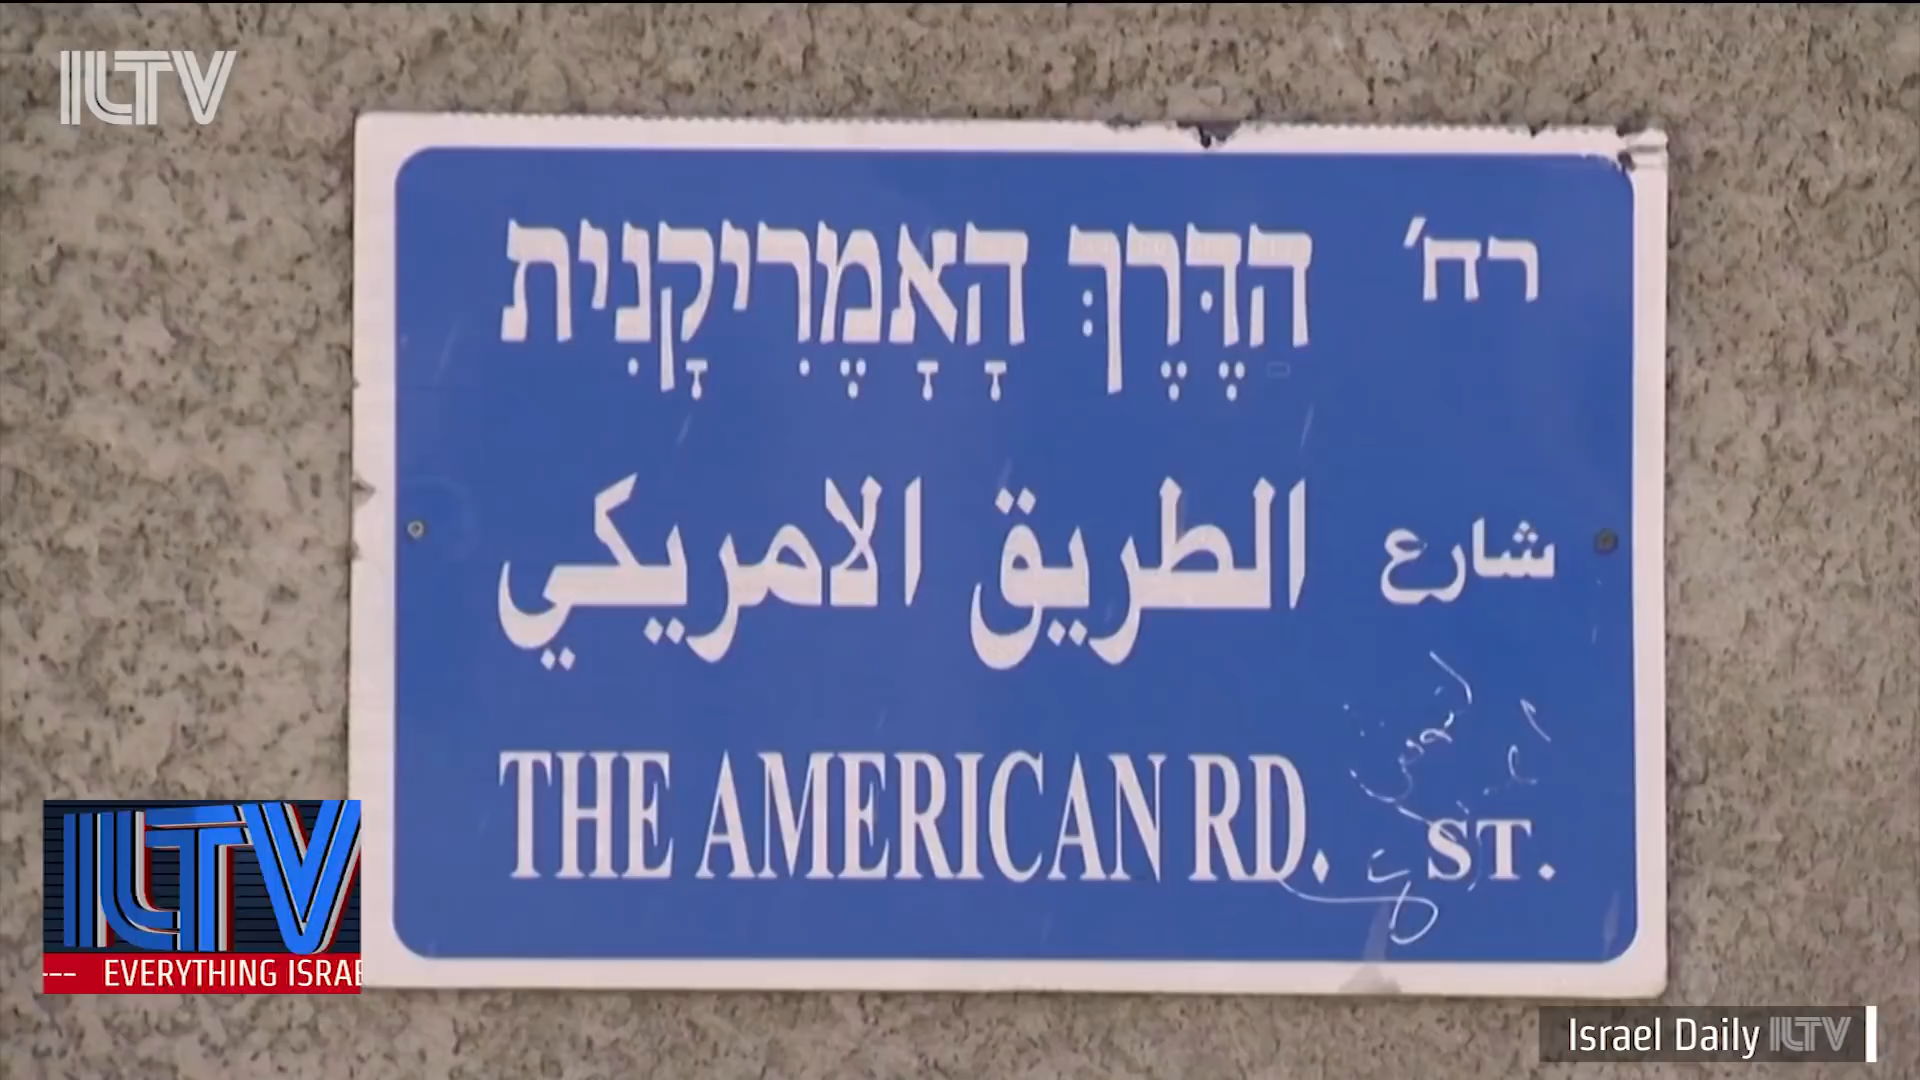 ILTV
רח' הַדֶּרֶךְ הָאָמֶרִיקָנִית
شارع الطريق الامريكي
THE AMERICAN RD. ST.
ILTV
--- EVERYTHING ISRAE
Israel Daily ILTV